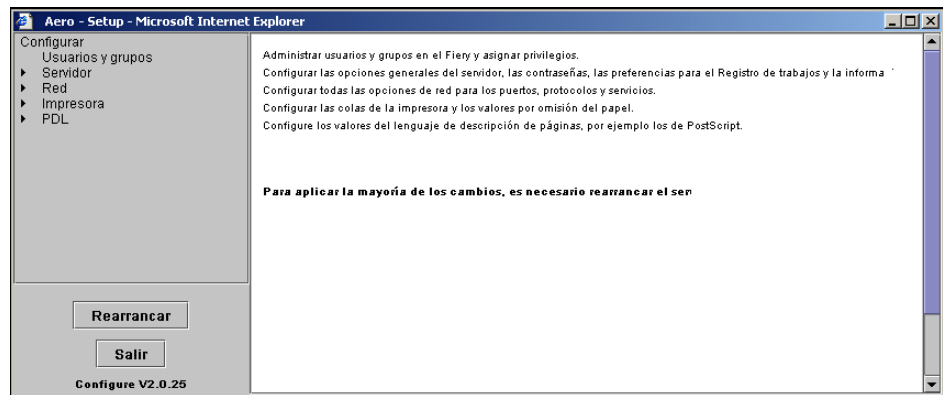 Aero - Setup - Microsoft Internet Explorer
Configurar
Usuarios y grupos
Servidor
Red
Impresora
PDL
Administrar usuarios y grupos en el Fiery y asignar privilegios.
Configurar las opciones generales del servidor, las contraseñas, las preferencias para el Registro de trabajos y la informa
Configurar todas las opciones de red para los puertos, protocolos y servicios.
Configurar las colas de la impresora y los valores por omisión del papel.
Configure los valores del lenguaje de descripción de páginas, por ejemplo los de PostScript.
Para aplicar la mayoría de los cambios, es necesario rearrancar el ser
Rearrancar
Salir
Configure V2.0.25